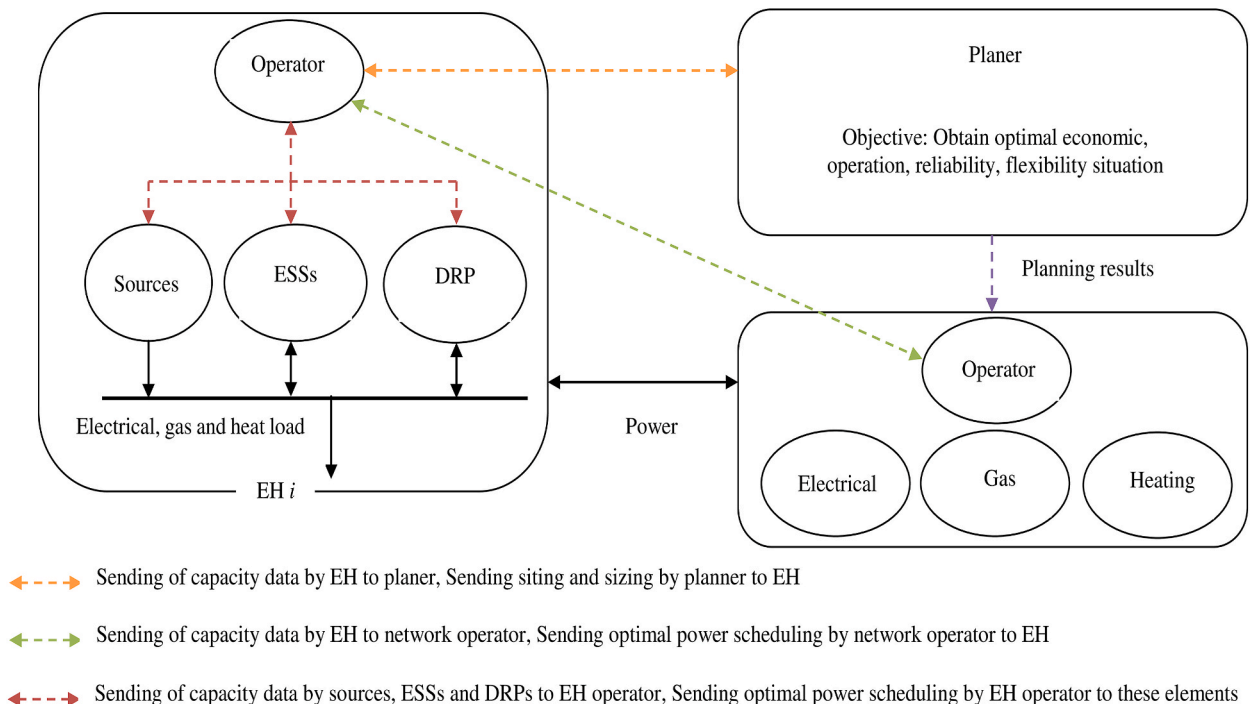 Operator
Sources
ESSs
DRP
Electrical, gas and heat load
EH i
Planer
Objective: Obtain optimal economic,
operation, reliability, flexibility situation
Planning results
Power
Operator
Electrical
Gas
Heating
Sending of capacity data by EH to planer, Sending siting and sizing by planner to EH
Sending of capacity data by EH to network operator, Sending optimal power scheduling by network operator to EH
Sending of capacity data by sources, ESSs and DRPs to EH operator, Sending optimal power scheduling by EH operator to these elements